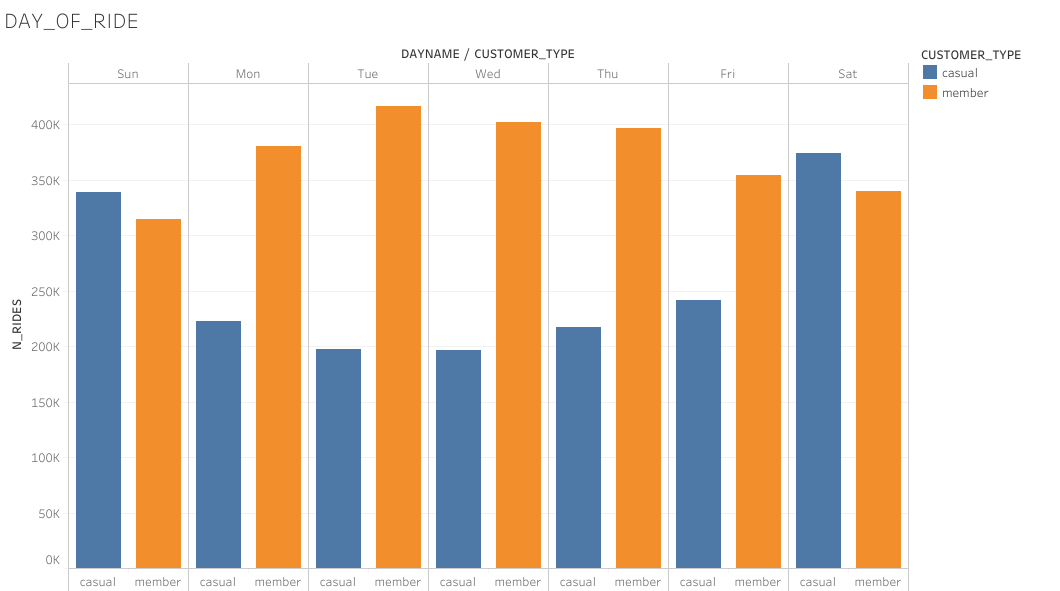 DAY_OF_RIDE
DAYNAME / CUSTOMER_TYPE
CUSTOMER_TYPE
casual
member
Sun Mon Tue Wed Thu Fri Sat
N_RIDES
400K
350K
300K
250K
200K
150K
100K
50K
0K
casual member casual member casual member casual member casual member casual member casual member